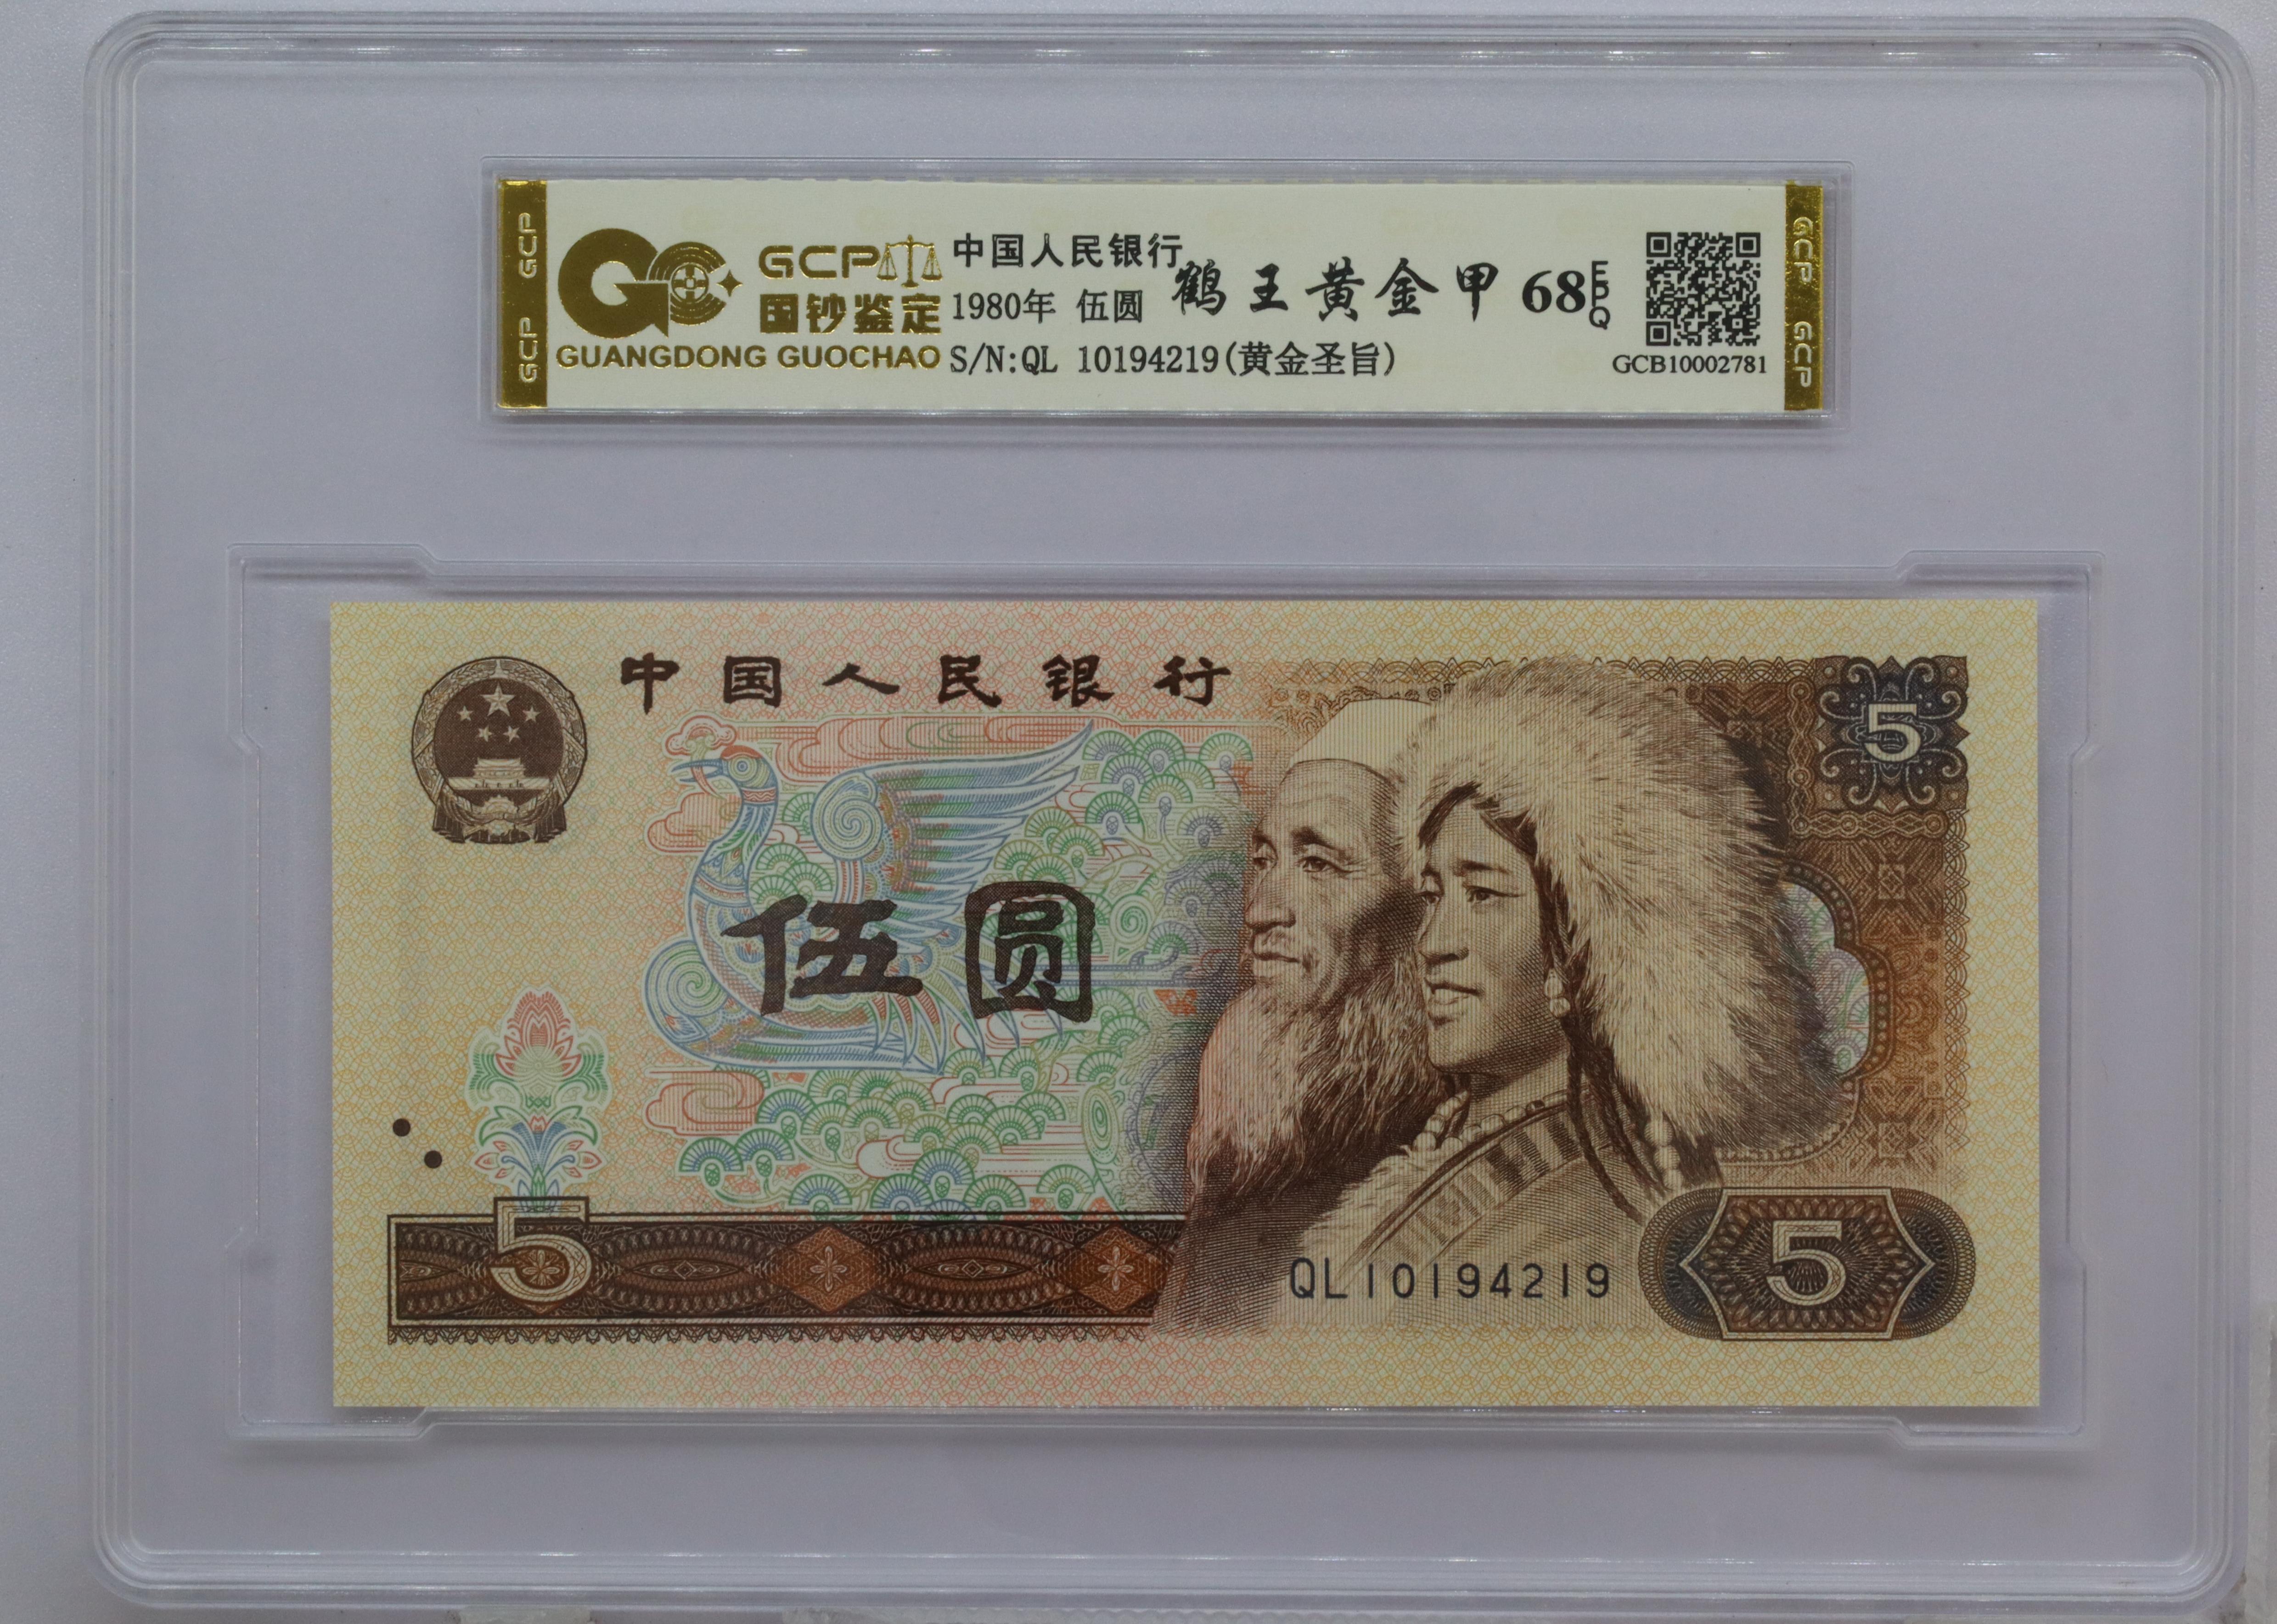 GCP GCP
GCP
国钞鉴定
GUANGDONG GUOCHAO
中国人民银行
1980年 伍圆
S/N:QL 10194219(黄金圣旨)
鹤王黄金甲 68 EPQ
GCB10002781
GCP GCP
中国人民银行
5
伍圆
5
QL10194219
5